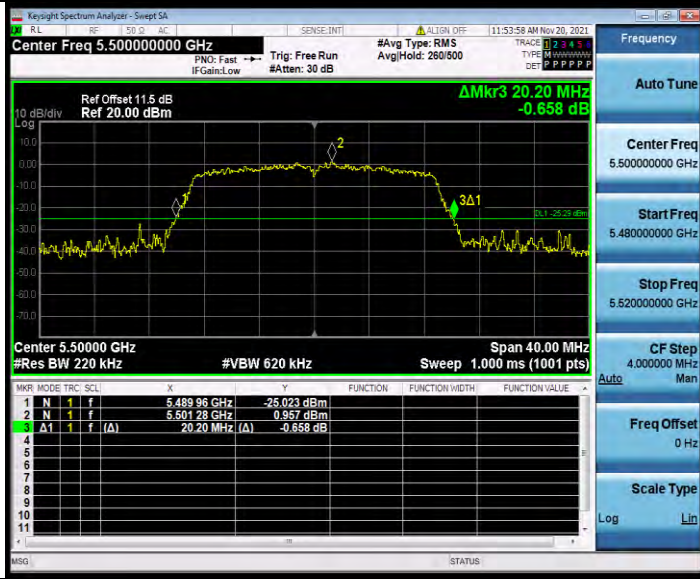 Keysight Spectrum Analyzer - Swept SA
RL RF 50 Ω AC SENSE:INT ALIGN OFF 11:53:58 AM Nov 20, 2021
Center Freq 5.500000000 GHz
#Avg Type: RMS
TRACE 1 2 3 4 5
PNO: Fast Trig: Free Run Avg|Hold: 260/500
TYPE M
IFGain:Low #Atten: 30 dB
DET P P P P P P
Frequency
Auto Tune
Ref Offset 11.5 dB
ΔMkr3 20.20 MHz
10 dB/div Ref 20.00 dBm
-0.658 dB
Log
10.0
0.00
-10.0
-20.0
-30.0
-40.0
-50.0
-60.0
-70.0
1
2
3Δ1
DL1 -25.29 dBm
Center 5.50000 GHz Span 40.00 MHz
#Res BW 220 kHz #VBW 620 kHz Sweep 1.000 ms (1001 pts)
MKR MODE TRC SCL X Y FUNCTION FUNCTION WIDTH FUNCTION VALUE
1 N 1 f 5.489 96 GHz -25.023 dBm
2 N 1 f 5.501 28 GHz 0.957 dBm
3 Δ1 1 f (Δ) 20.20 MHz (Δ) -0.658 dB
4
5
6
7
8
9
10
11
Center Freq
5.500000000 GHz
Start Freq
5.480000000 GHz
Stop Freq
5.520000000 GHz
CF Step
4.000000 MHz
Auto Man
Freq Offset
0 Hz
Scale Type
Log Lin
MSG STATUS